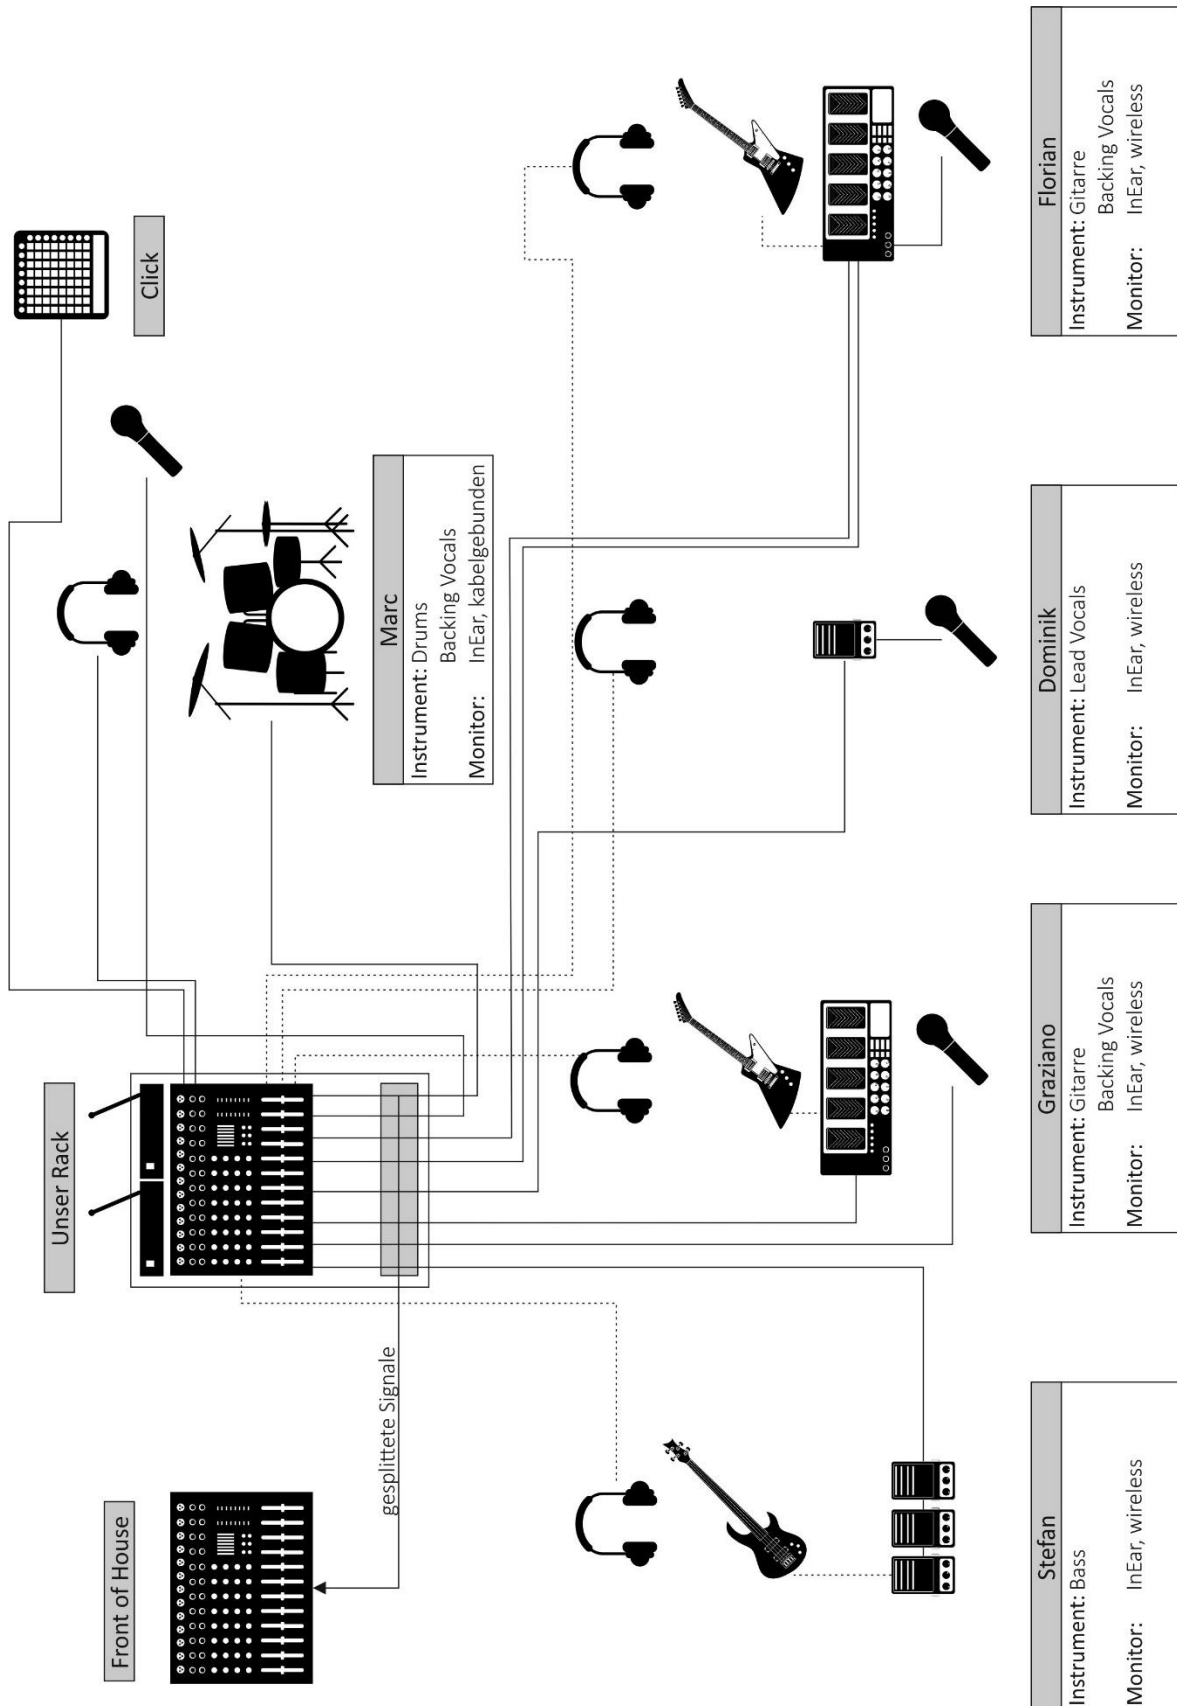 Front of House
Unser Rack
Click
gesplittete Signale
Marc
Instrument: Drums
Backing Vocals
Monitor: InEar, kabelgebunden
Stefan
Instrument: Bass
Monitor: InEar, wireless
Graziano
Instrument: Gitarre
Backing Vocals
Monitor: InEar, wireless
Dominik
Instrument: Lead Vocals
Monitor: InEar, wireless
Florian
Instrument: Gitarre
Backing Vocals
Monitor: InEar, wireless